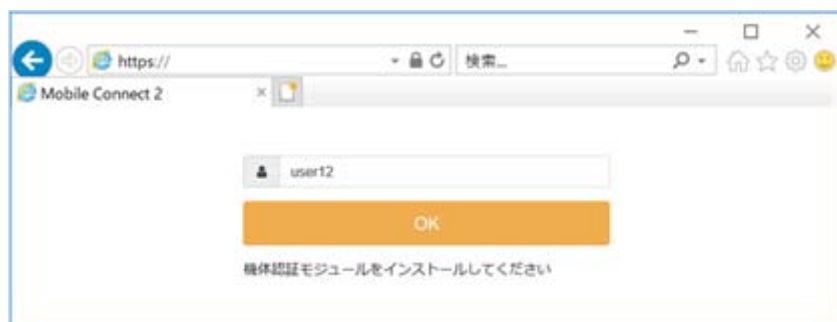 https://
検索...
Mobile Connect 2
user12
OK
機体認証モジュールをインストールしてください